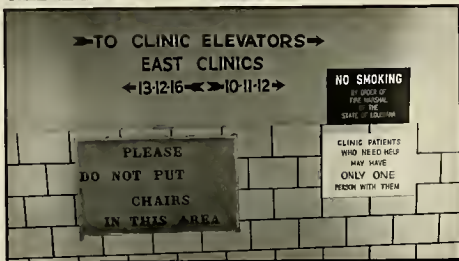 ➳TO CLINIC ELEVATORS→
EAST CLINICS
←13-12-16➳ ➳10-11-12→
NO SMOKING
BY ORDER OF
FIRE MARSHAL
OF THE
STATE OF LOUISIANA
CLINIC PATIENTS
WHO NEED HELP
MAY HAVE
ONLY ONE
PERSON WITH THEM
PLEASE
DO NOT PUT
CHAIRS
IN THIS AREA